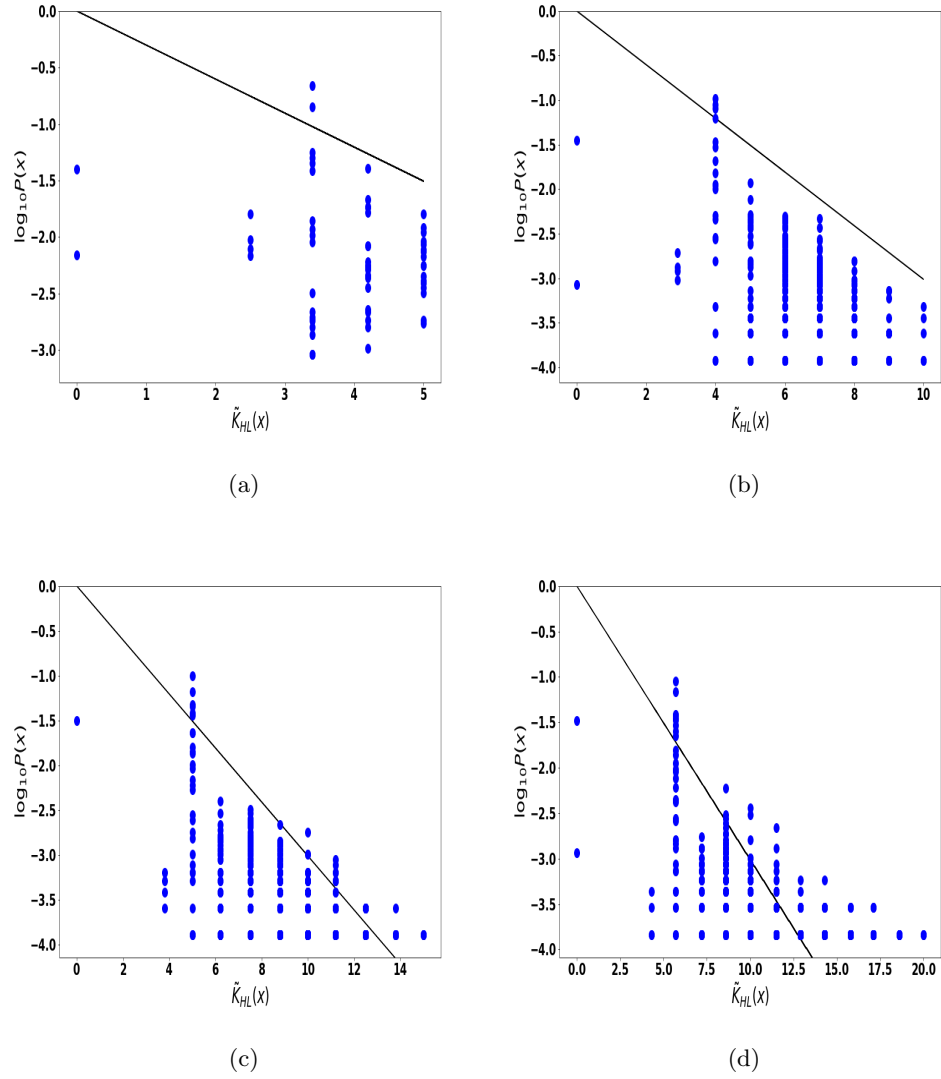 0.0
−0.5
−1.0
−1.5
−2.0
−2.5
−3.0
log₁₀P(x)
0 1 2 3 4 5
K̃_HL(x)
(a)
0.0
−0.5
−1.0
−1.5
−2.0
−2.5
−3.0
−3.5
−4.0
log₁₀P(x)
0 2 4 6 8 10
K̃_HL(x)
(b)
0.0
−0.5
−1.0
−1.5
−2.0
−2.5
−3.0
−3.5
−4.0
log₁₀P(x)
0 2 4 6 8 10 12 14
K̃_HL(x)
(c)
0.0
−0.5
−1.0
−1.5
−2.0
−2.5
−3.0
−3.5
−4.0
log₁₀P(x)
0.0 2.5 5.0 7.5 10.0 12.5 15.0 17.5 20.0
K̃_HL(x)
(d)